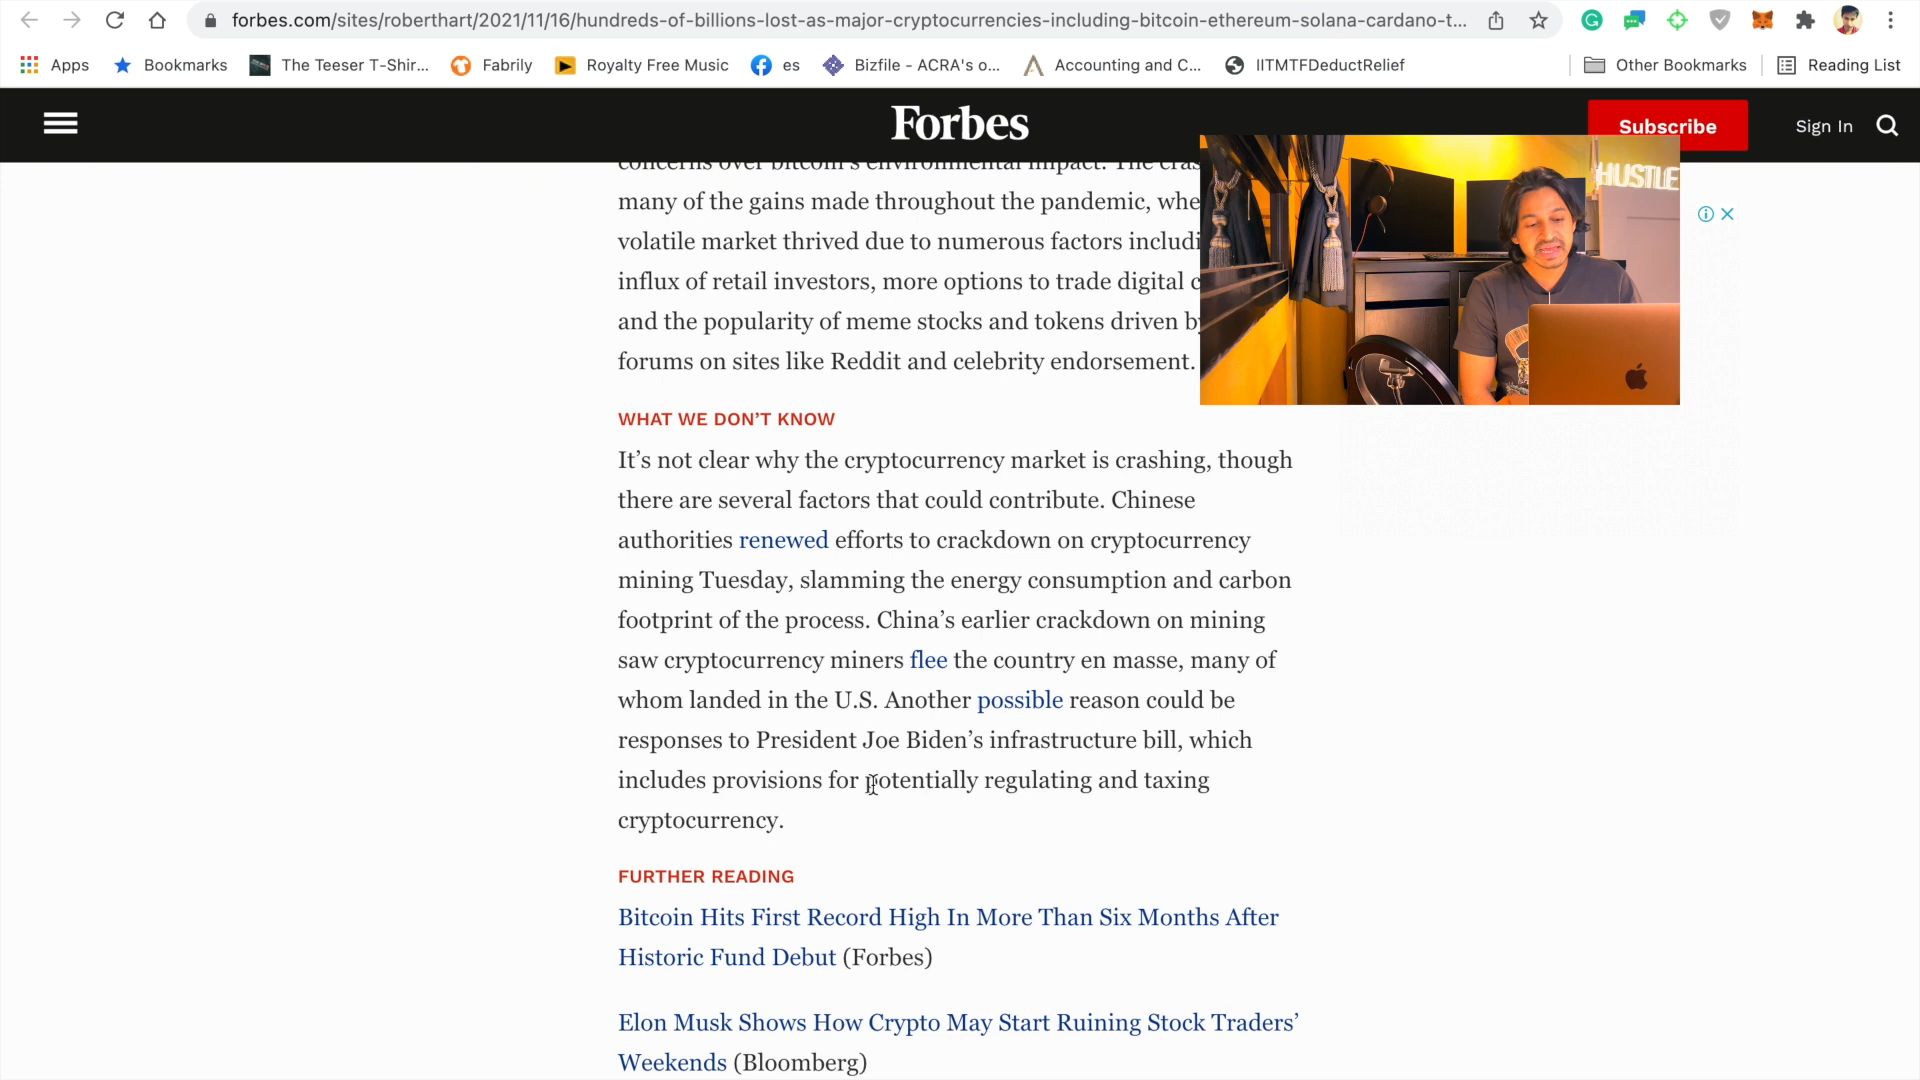 forbes.com/sites/roberthart/2021/11/16/hundreds-of-billions-lost-as-major-cryptocurrencies-including-bitcoin-ethereum-solana-cardano-t...
Apps Bookmarks The Teeser T-Shir... Fabrily Royalty Free Music es Bizfile - ACRA's o... Accounting and C... IITMTFDeductRelief Other Bookmarks Reading List
Forbes Subscribe Sign In
concerns over bitcoin's environmental impact. The cras
many of the gains made throughout the pandemic, whe
volatile market thrived due to numerous factors includi
influx of retail investors, more options to trade digital c
and the popularity of meme stocks and tokens driven by
forums on sites like Reddit and celebrity endorsement.
HUSTLE
WHAT WE DON’T KNOW
It’s not clear why the cryptocurrency market is crashing, though
there are several factors that could contribute. Chinese
authorities renewed efforts to crackdown on cryptocurrency
mining Tuesday, slamming the energy consumption and carbon
footprint of the process. China’s earlier crackdown on mining
saw cryptocurrency miners flee the country en masse, many of
whom landed in the U.S. Another possible reason could be
responses to President Joe Biden’s infrastructure bill, which
includes provisions for potentially regulating and taxing
cryptocurrency.
FURTHER READING
Bitcoin Hits First Record High In More Than Six Months After
Historic Fund Debut (Forbes)
Elon Musk Shows How Crypto May Start Ruining Stock Traders’
Weekends (Bloomberg)